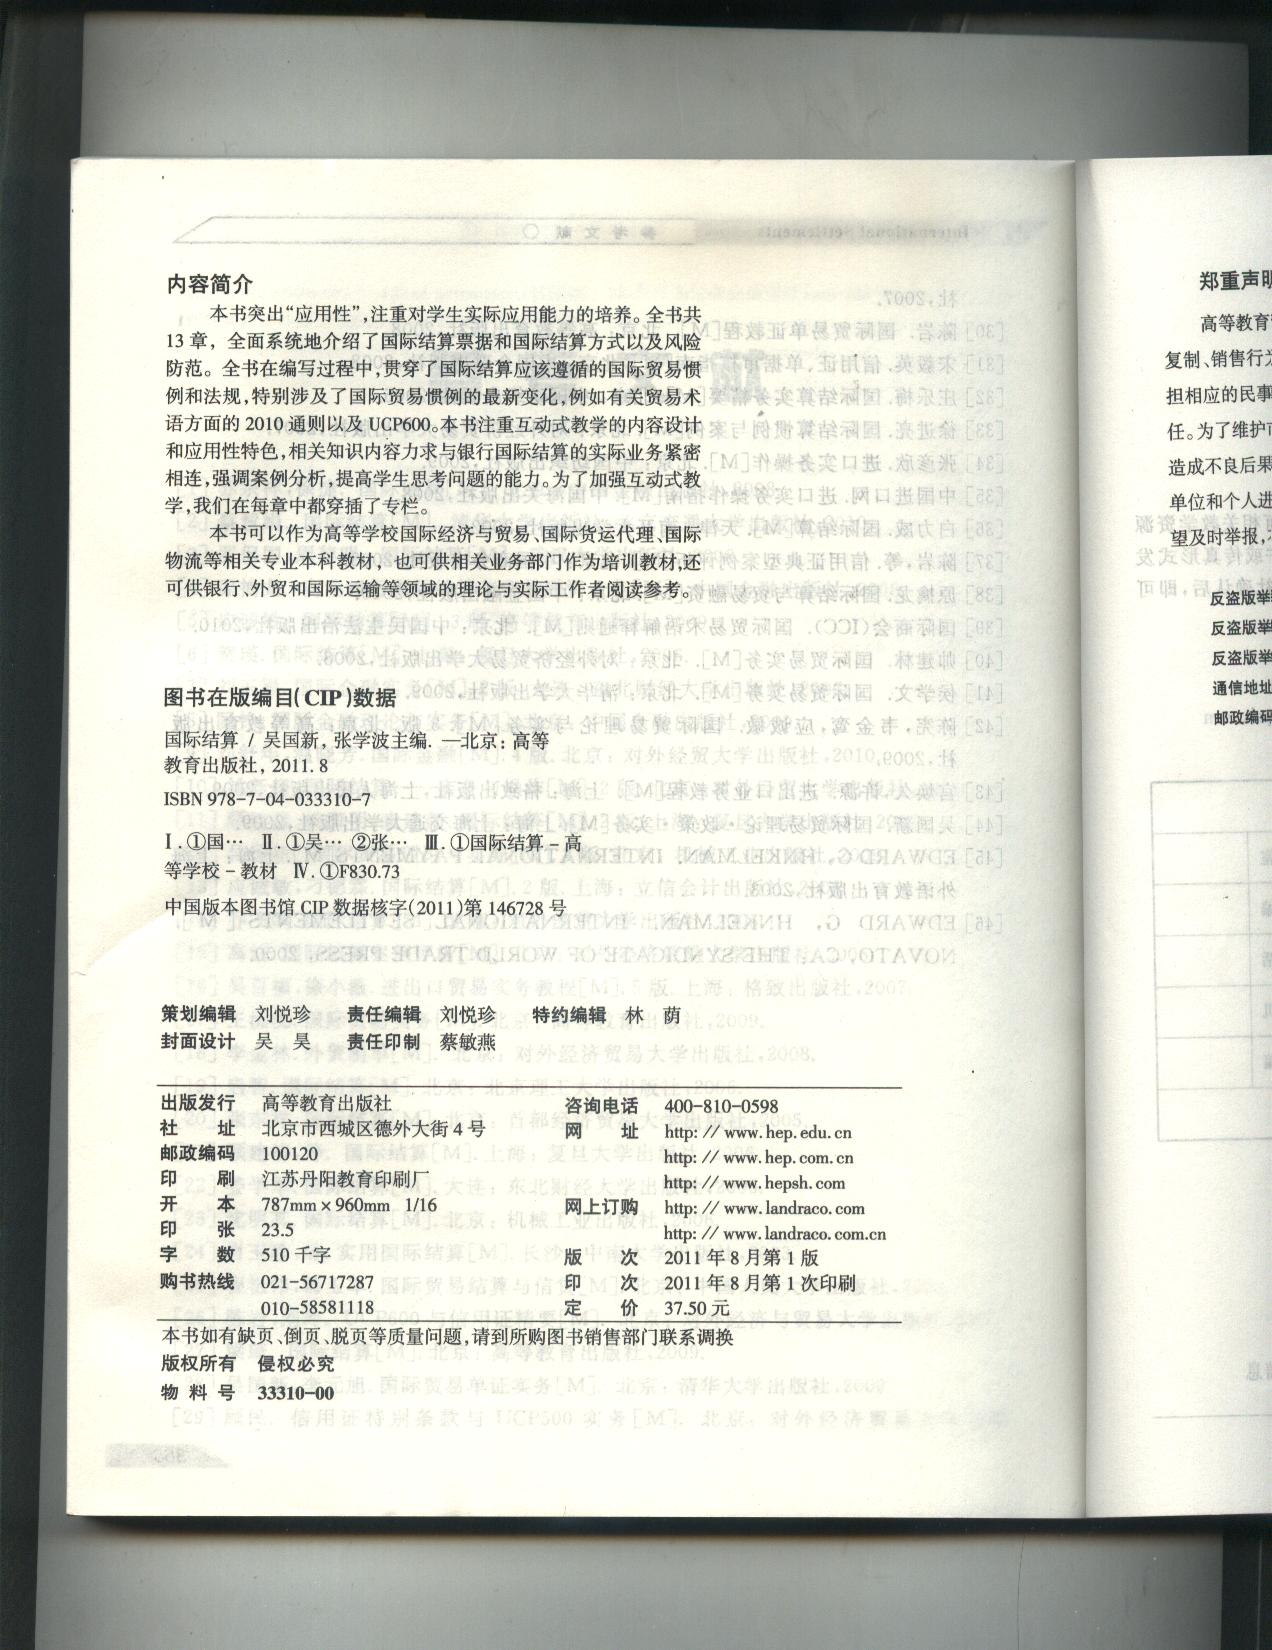 内容简介
本书突出“应用性”,注重对学生实际应用能力的培养。全书共
13章，全面系统地介绍了国际结算票据和国际结算方式以及风险
防范。全书在编写过程中,贯穿了国际结算应该遵循的国际贸易惯
例和法规,特别涉及了国际贸易惯例的最新变化,例如有关贸易术
语方面的2010通则以及UCP600。本书注重互动式教学的内容设计
和应用性特色,相关知识内容力求与银行国际结算的实际业务紧密
相连,强调案例分析,提高学生思考问题的能力。为了加强互动式教
学,我们在每章中都穿插了专栏。
本书可以作为高等学校国际经济与贸易、国际货运代理、国际
物流等相关专业本科教材、也可供相关业务部门作为培训教材,还
可供银行、外贸和国际运输等领域的理论与实际工作者阅读参考。
图书在版编目(CIP)数据
国际结算 / 吴国新, 张学波主编. —北京: 高等
教育出版社, 2011.8
ISBN 978-7-04-033310-7
Ⅰ.①国… Ⅱ.①吴… ②张… Ⅲ.①国际结算－高
等学校－教材 Ⅳ.①F830.73
中国版本图书馆CIP数据核字(2011)第146728号
策划编辑 刘悦珍 责任编辑 刘悦珍 特约编辑 林 荫
封面设计 吴 昊 责任印制 蔡敏燕
出版发行 高等教育出版社
社 址 北京市西城区德外大街4号
邮政编码 100120
印 刷 江苏丹阳教育印刷厂
开 本 787mm×960mm 1/16
印 张 23.5
字 数 510千字
购书热线 021-56717287
010-58581118
咨询电话 400-810-0598
网 址 http://www.hep.edu.cn
http://www.hep.com.cn
http://www.hepsh.com
网上订购 http://www.landraco.com
http://www.landraco.com.cn
版 次 2011年8月第1版
印 次 2011年8月第1次印刷
定 价 37.50元
本书如有缺页、倒页、脱页等质量问题,请到所购图书销售部门联系调换
版权所有 侵权必究
物 料 号 33310-00
郑重声明
高等教育
复制、销售行
担相应的民事
任。为了维护
造成不良后果
单位和个人进
望及时举报,
反盗版举
反盗版举
反盗版举
通信地址
邮政编码